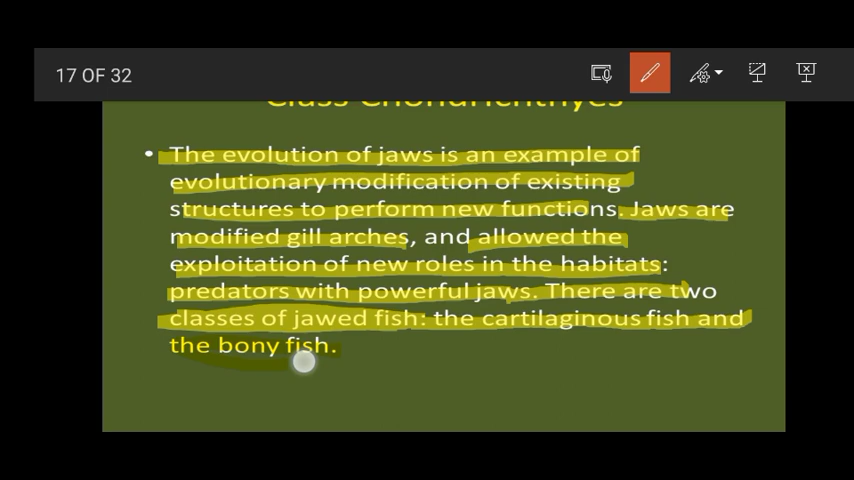 17 OF 32
Class Chondrichthyes
• The evolution of jaws is an example of
evolutionary modification of existing
structures to perform new functions. Jaws are
modified gill arches, and allowed the
exploitation of new roles in the habitats:
predators with powerful jaws. There are two
classes of jawed fish: the cartilaginous fish and
the bony fish.